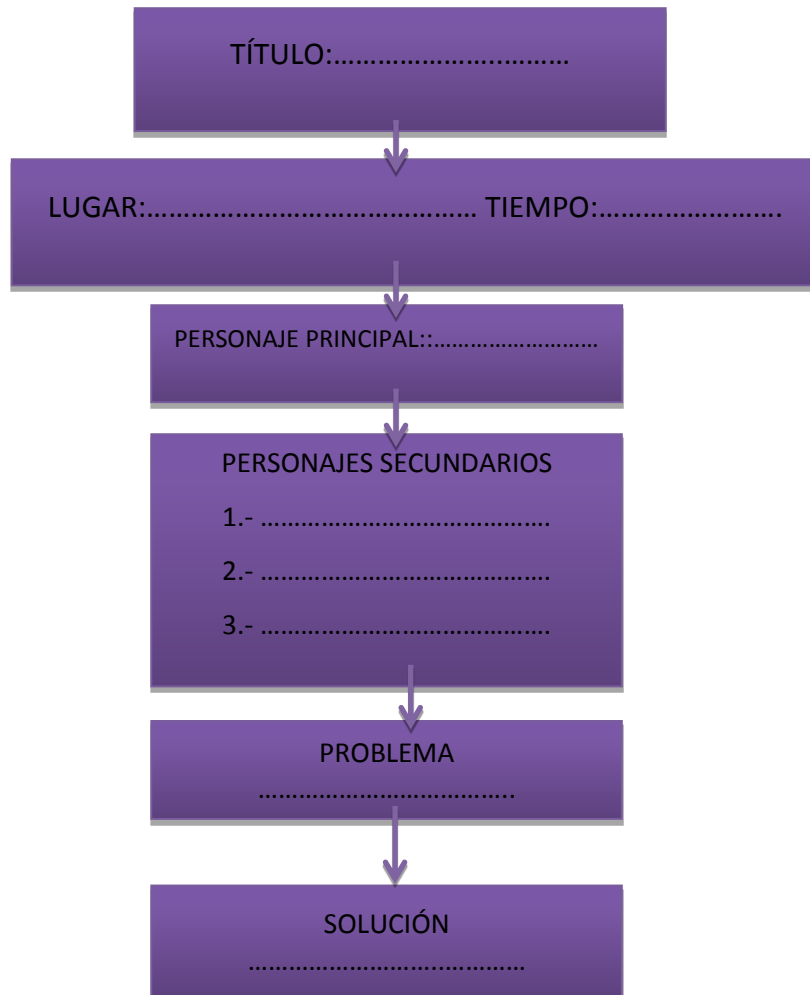 TÍTULO:…………………..………
LUGAR:……………………………………… TIEMPO:…………………….
PERSONAJE PRINCIPAL::………………………
PERSONAJES SECUNDARIOS
1.- ………………………………….
2.- ………………………………….
3.- ………………………………….
PROBLEMA
……………………………..
SOLUCIÓN
……………………..…………